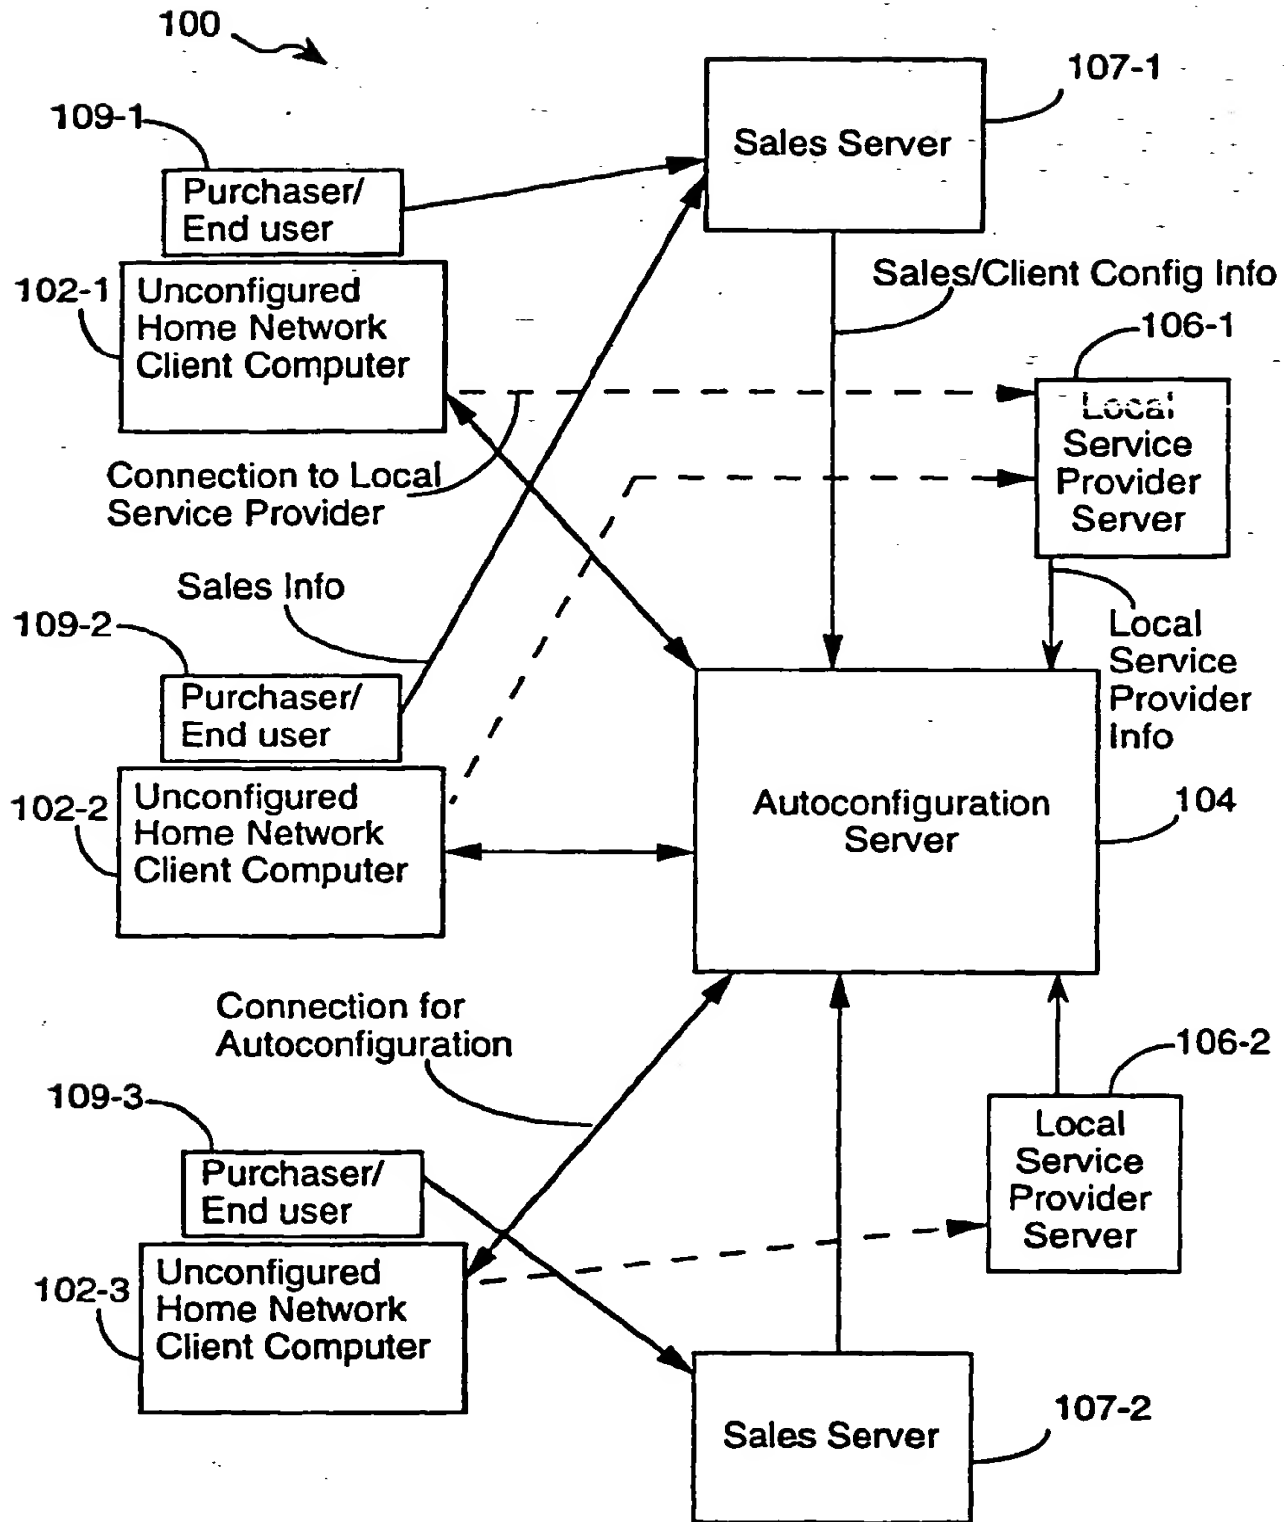 100
107-1
109-1
Sales Server
Purchaser/
End user
Sales/Client Config Info
102-1
Unconfigured
Home Network
Client Computer
106-1
Local
Service
Provider
Server
Connection to Local
Service Provider
Sales Info
109-2
Local
Service
Provider
Info
Purchaser/
End user
102-2
Unconfigured
Home Network
Client Computer
Autoconfiguration
Server
104
Connection for
Autoconfiguration
106-2
109-3
Local
Service
Provider
Server
Purchaser/
End user
102-3
Unconfigured
Home Network
Client Computer
107-2
Sales Server